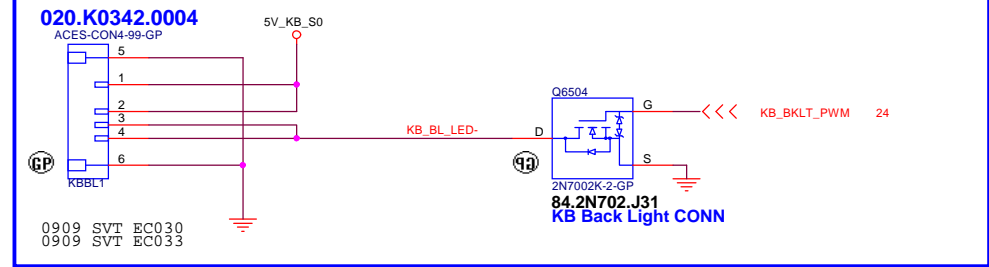 020.K0342.0004
ACES-CON4-99-GP
5V_KB_S0
5
1
2
3
4
6
GP
KBBL1
KB_BL_LED-
Q6504
D
G
S
GP
KB_BKLT_PWM 24
2N7002K-2-GP
84.2N702.J31
KB Back Light CONN
0909 SVT EC030
0909 SVT EC033